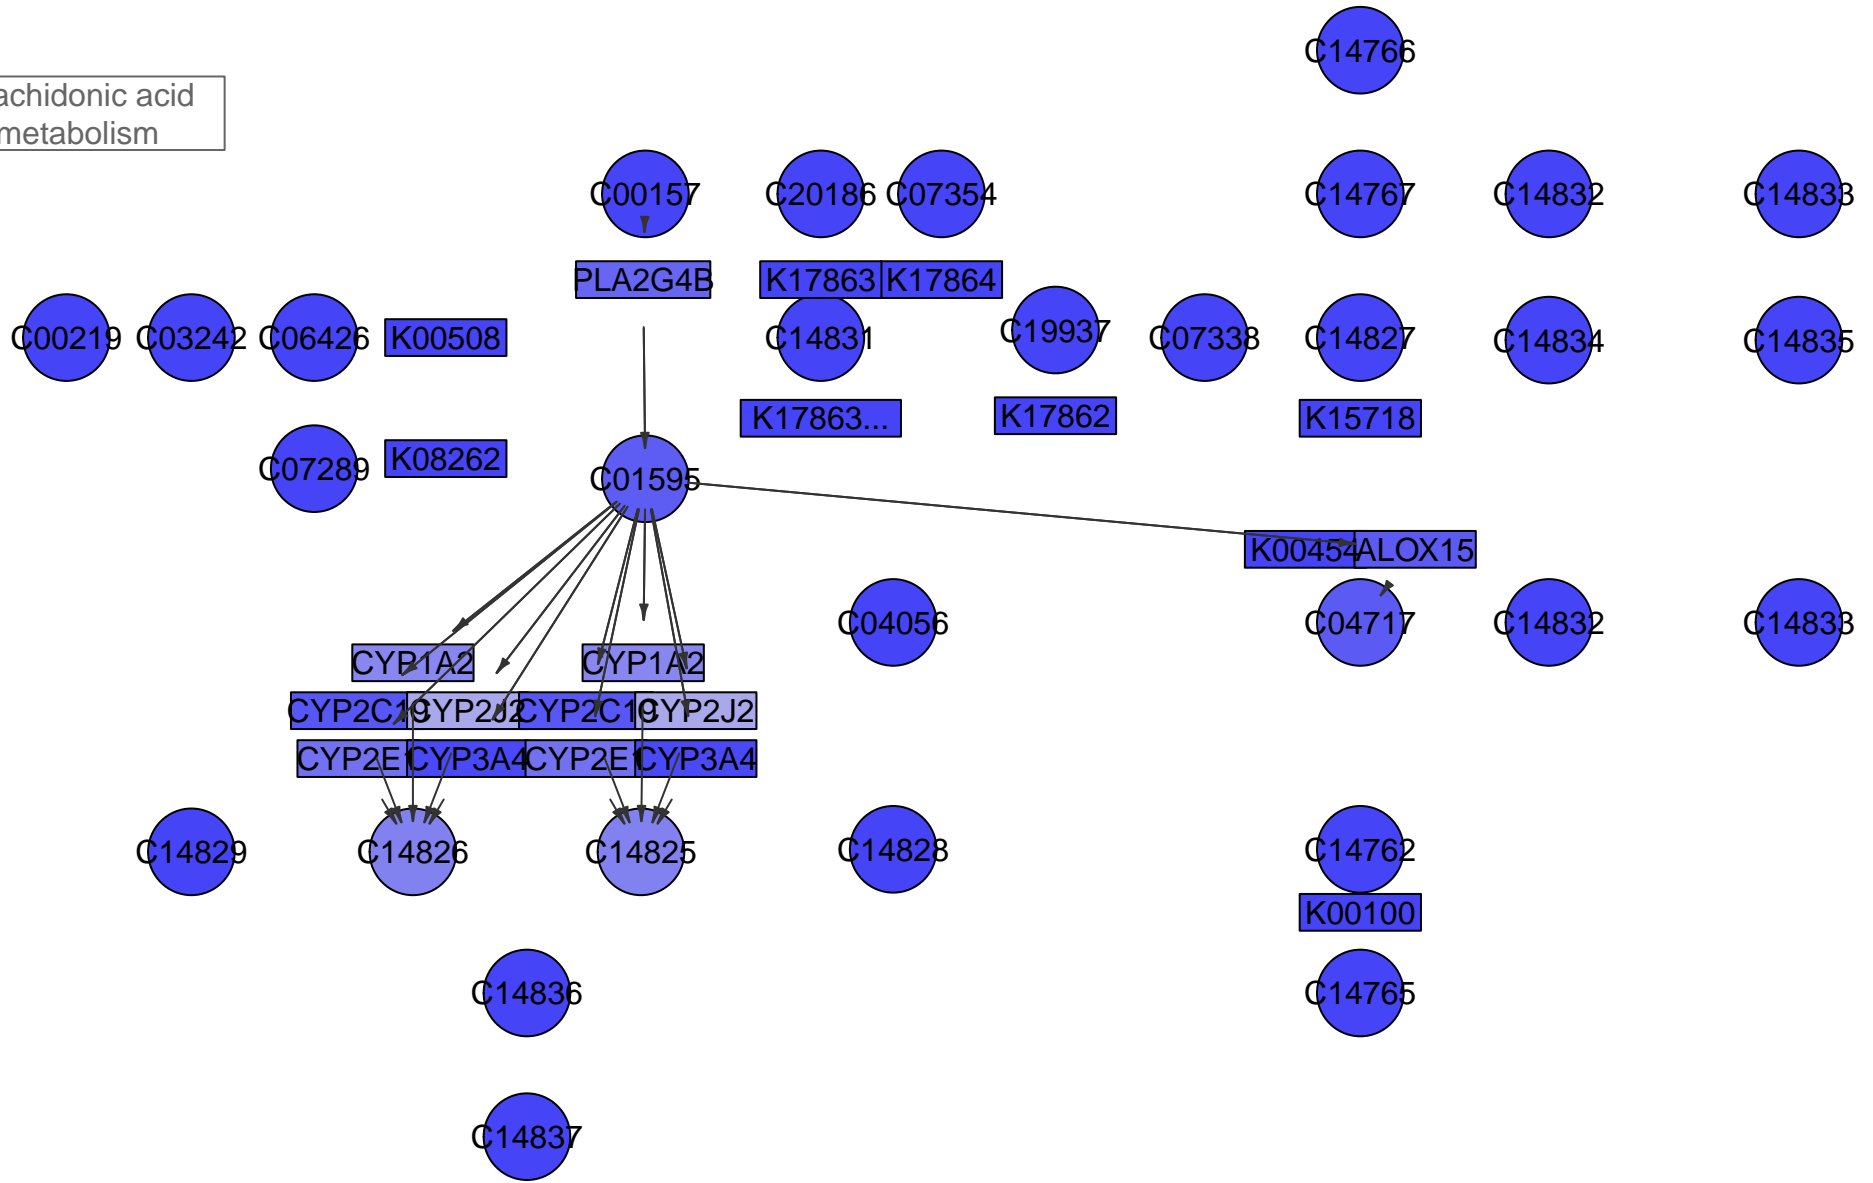 C14766
achidonic acid
metabolism
C00157
C20186
C07354
C14767
C14832
C14833
PLA2G4B
K17863
K17864
C00219
C03242
C06426
K00508
C14831
C19937
C07338
C14827
C14834
C14835
K17863...
K17862
K15718
C07289
K08262
C01595
K00454
ALOX15
C04056
C04717
C14832
C14833
CYP1A2
CYP1A2
CYP2C19
CYP2J2
CYP2C19
CYP2J2
CYP2E1
CYP3A4
CYP2E1
CYP3A4
C14829
C14826
C14825
C14828
C14762
K00100
C14836
C14765
C14837